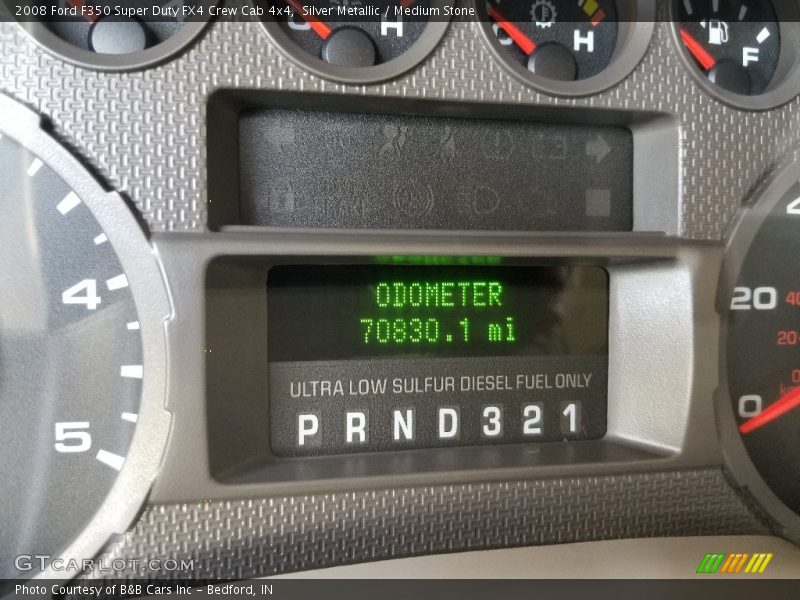 2008 Ford F350 Super Duty FX4 Crew Cab 4x4, Silver Metallic / Medium Stone
H
H
F
4
20
ODOMETER
70830.1 mi
ULTRA LOW SULFUR DIESEL FUEL ONLY
P R N D 3 2 1
5
0
GTCARLOT.COM
Photo Courtesy of B&B Cars Inc - Bedford, IN